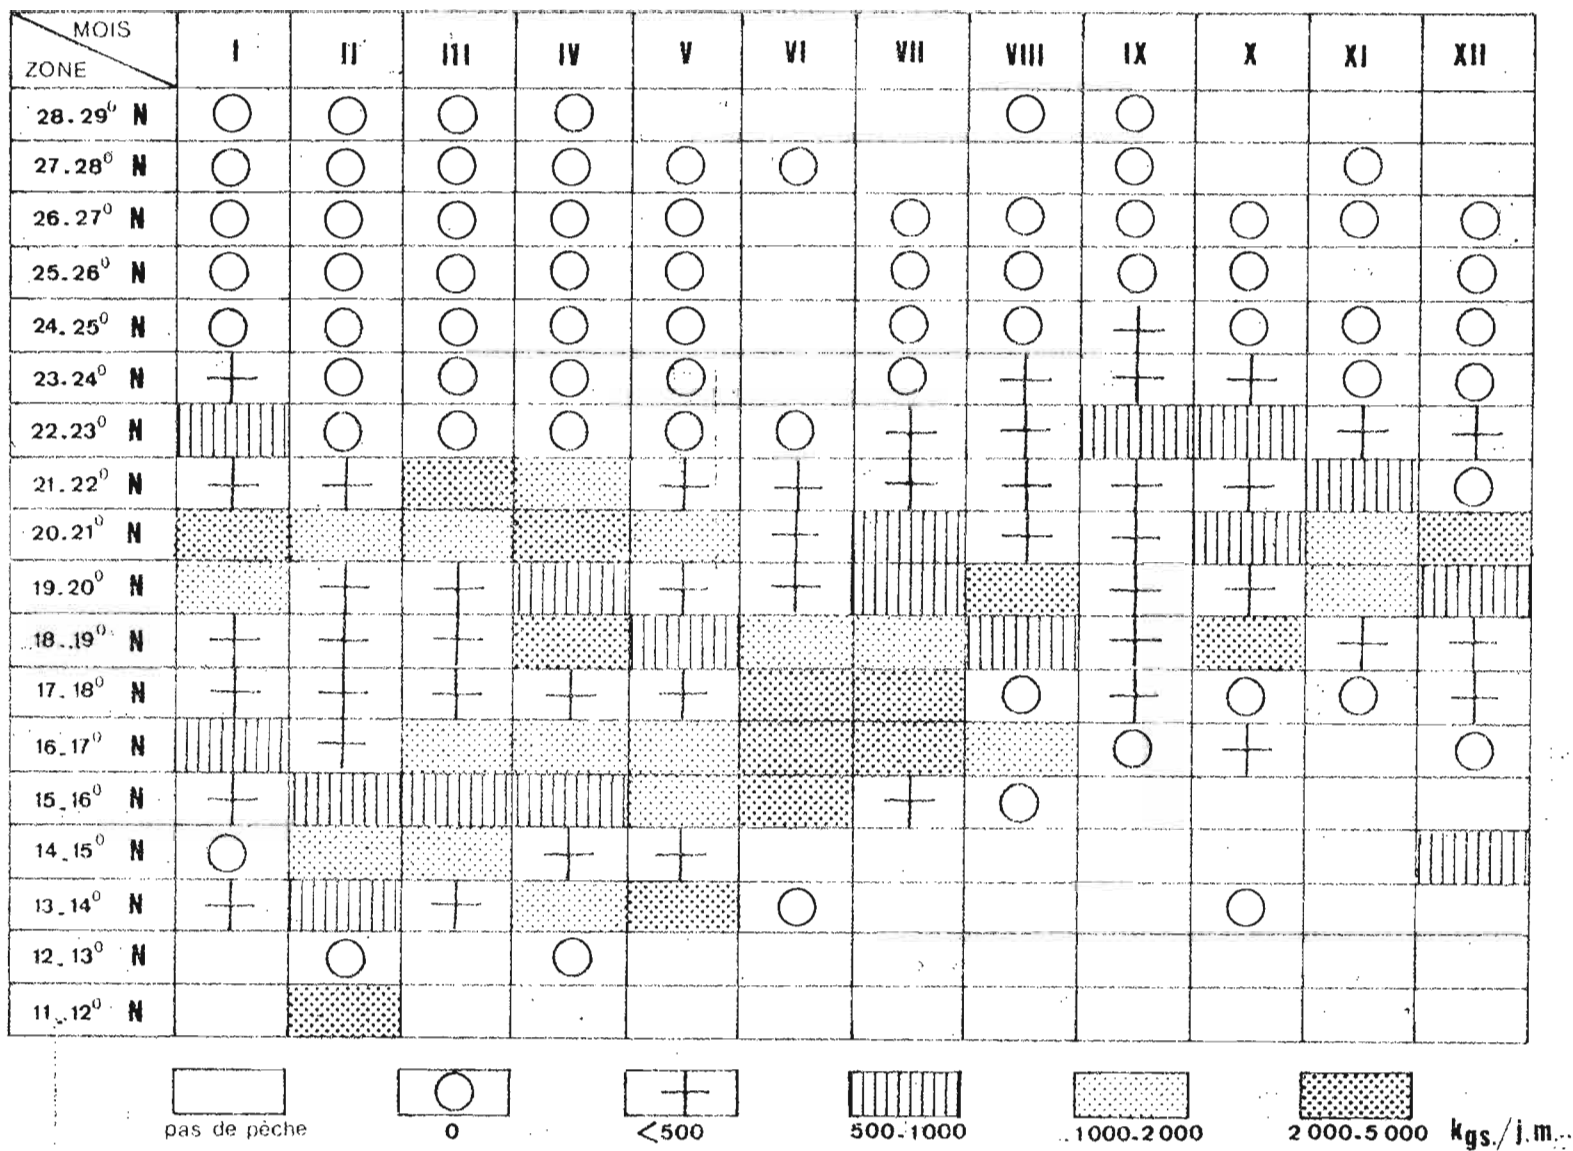 MOIS
ZONE
I II III IV V VI VII VIII IX X XI XII
28.29° N
27.28° N
26.27° N
25.26° N
24.25° N
23.24° N
22.23° N
21.22° N
20.21° N
19.20° N
18.19° N
17.18° N
16.17° N
15.16° N
14.15° N
13.14° N
12.13° N
11.12° N
pas de pêche 0 <500 500-1000 1000-2000 2000-5000 kgs./j.m.